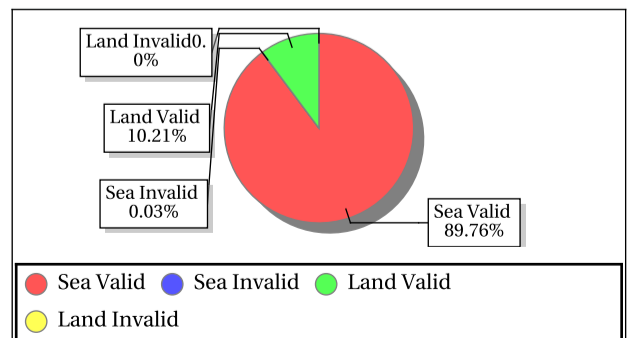 Land Invalid0.
0%
Land Valid
10.21%
Sea Invalid
0.03%
Sea Valid
89.76%
Sea Valid Sea Invalid Land Valid
Land Invalid